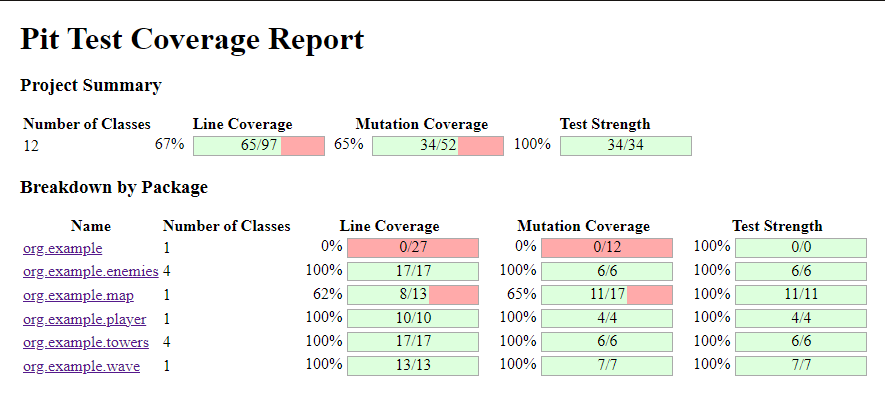 Pit Test Coverage Report
Project Summary
Number of Classes Line Coverage Mutation Coverage Test Strength
12 67% 65/97 65% 34/52 100% 34/34
Breakdown by Package
Name Number of Classes Line Coverage Mutation Coverage Test Strength
org.example 1 0% 0/27 0% 0/12 100% 0/0
org.example.enemies 4 100% 17/17 100% 6/6 100% 6/6
org.example.map 1 62% 8/13 65% 11/17 100% 11/11
org.example.player 1 100% 10/10 100% 4/4 100% 4/4
org.example.towers 4 100% 17/17 100% 6/6 100% 6/6
org.example.wave 1 100% 13/13 100% 7/7 100% 7/7